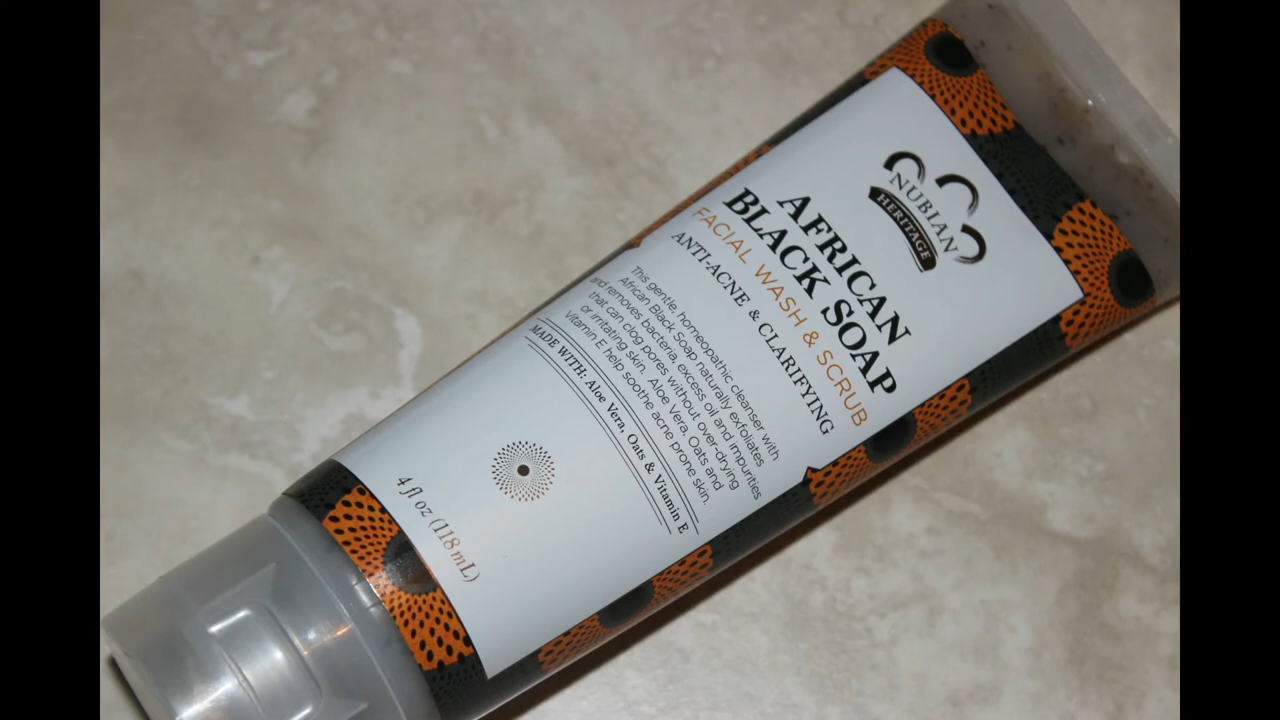 NUBIAN
HERITAGE
AFRICAN
BLACK SOAP
FACIAL WASH & SCRUB
ANTI-ACNE & CLARIFYING
This gentle, homeopathic cleanser with
African Black Soap naturally exfoliates
and removes bacteria, excess oil and impurities
that can clog pores without over-drying
or irritating skin. Aloe Vera, Oats and
Vitamin E help soothe acne prone skin.
MADE WITH: Aloe Vera, Oats & Vitamin E
4 fl oz (118 mL)